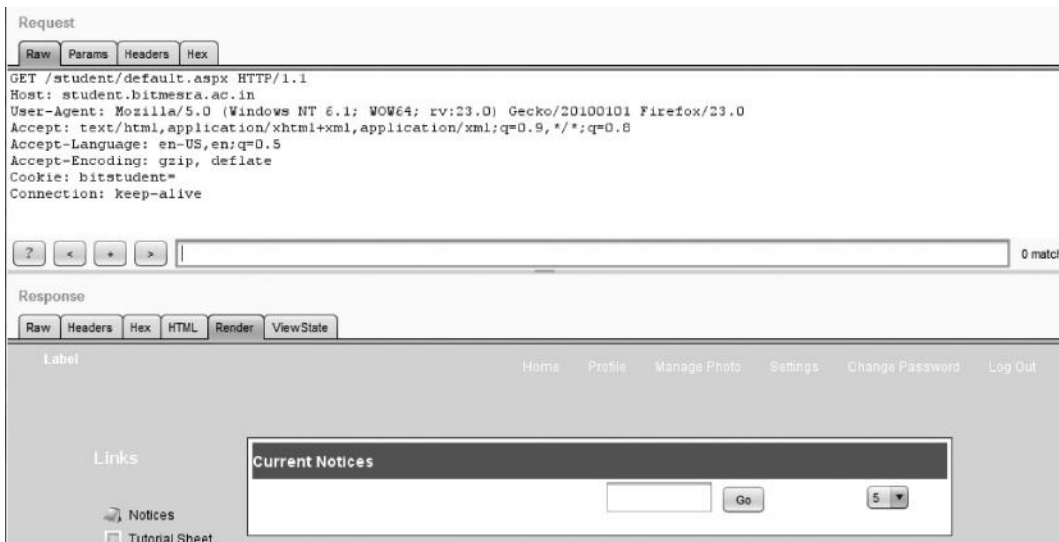 Request
Raw Params Headers Hex
GET /student/default.aspx HTTP/1.1
Host: student.bitmesra.ac.in
User-Agent: Mozilla/5.0 (Windows NT 6.1; WOW64; rv:23.0) Gecko/20100101 Firefox/23.0
Accept: text/html,application/xhtml+xml,application/xml;q=0.9,*/*;q=0.8
Accept-Language: en-US,en;q=0.5
Accept-Encoding: gzip, deflate
Cookie: bitstudent=
Connection: keep-alive
? < + > 0 match
Response
Raw Headers Hex HTML Render ViewState
Label Home Profile Manage Photo Settings Change Password Log Out
Links
Current Notices
Go 5
Notices
Tutorial Sheet